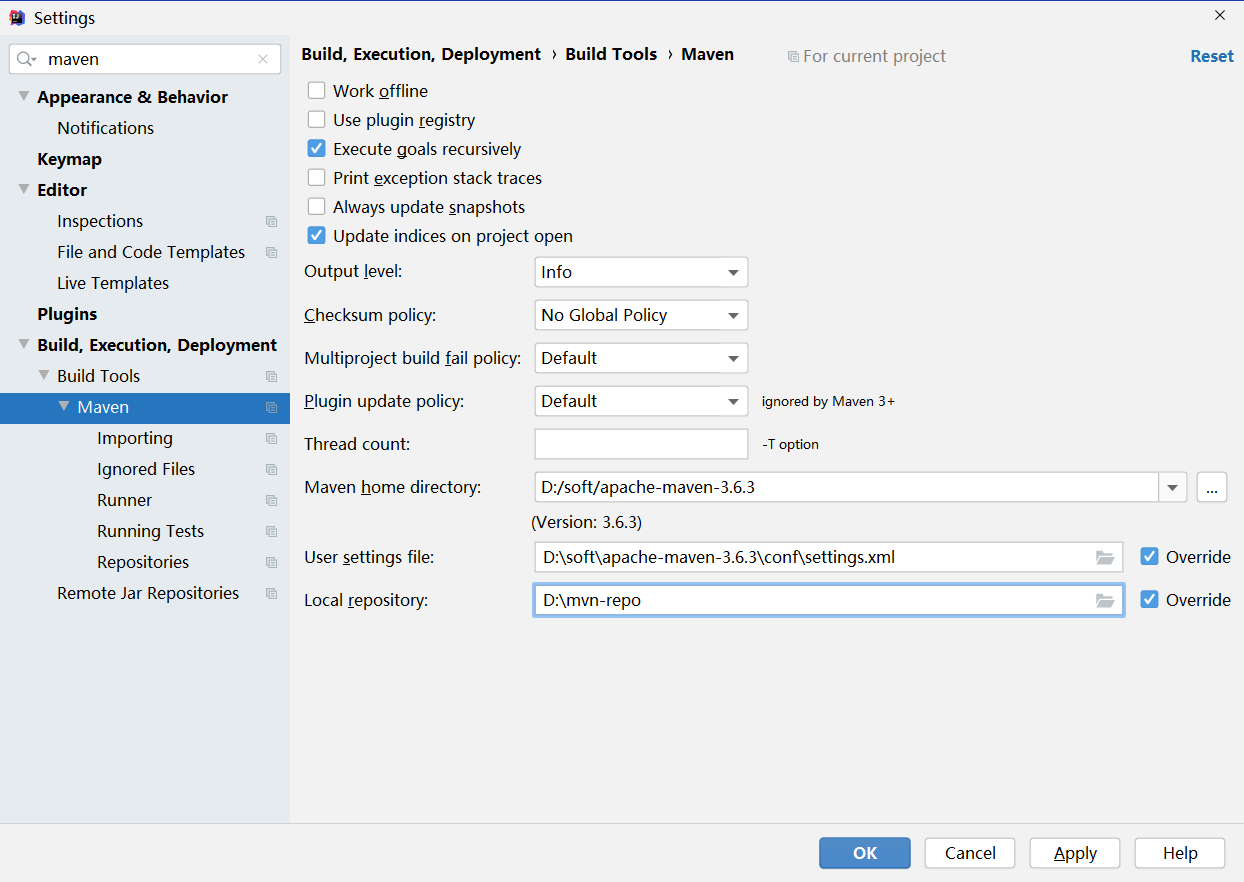 Settings
maven
Appearance & Behavior
Notifications
Keymap
Editor
Inspections
File and Code Templates
Live Templates
Plugins
Build, Execution, Deployment
Build Tools
Maven
Importing
Ignored Files
Runner
Running Tests
Repositories
Remote Jar Repositories
Build, Execution, Deployment › Build Tools › Maven For current project Reset
Work offline
Use plugin registry
Execute goals recursively
Print exception stack traces
Always update snapshots
Update indices on project open
Output level: Info
Checksum policy: No Global Policy
Multiproject build fail policy: Default
Plugin update policy: Default ignored by Maven 3+
Thread count: -T option
Maven home directory: D:/soft/apache-maven-3.6.3 ...
(Version: 3.6.3)
User settings file: D:\soft\apache-maven-3.6.3\conf\settings.xml Override
Local repository: D:\mvn-repo Override
OK Cancel Apply Help